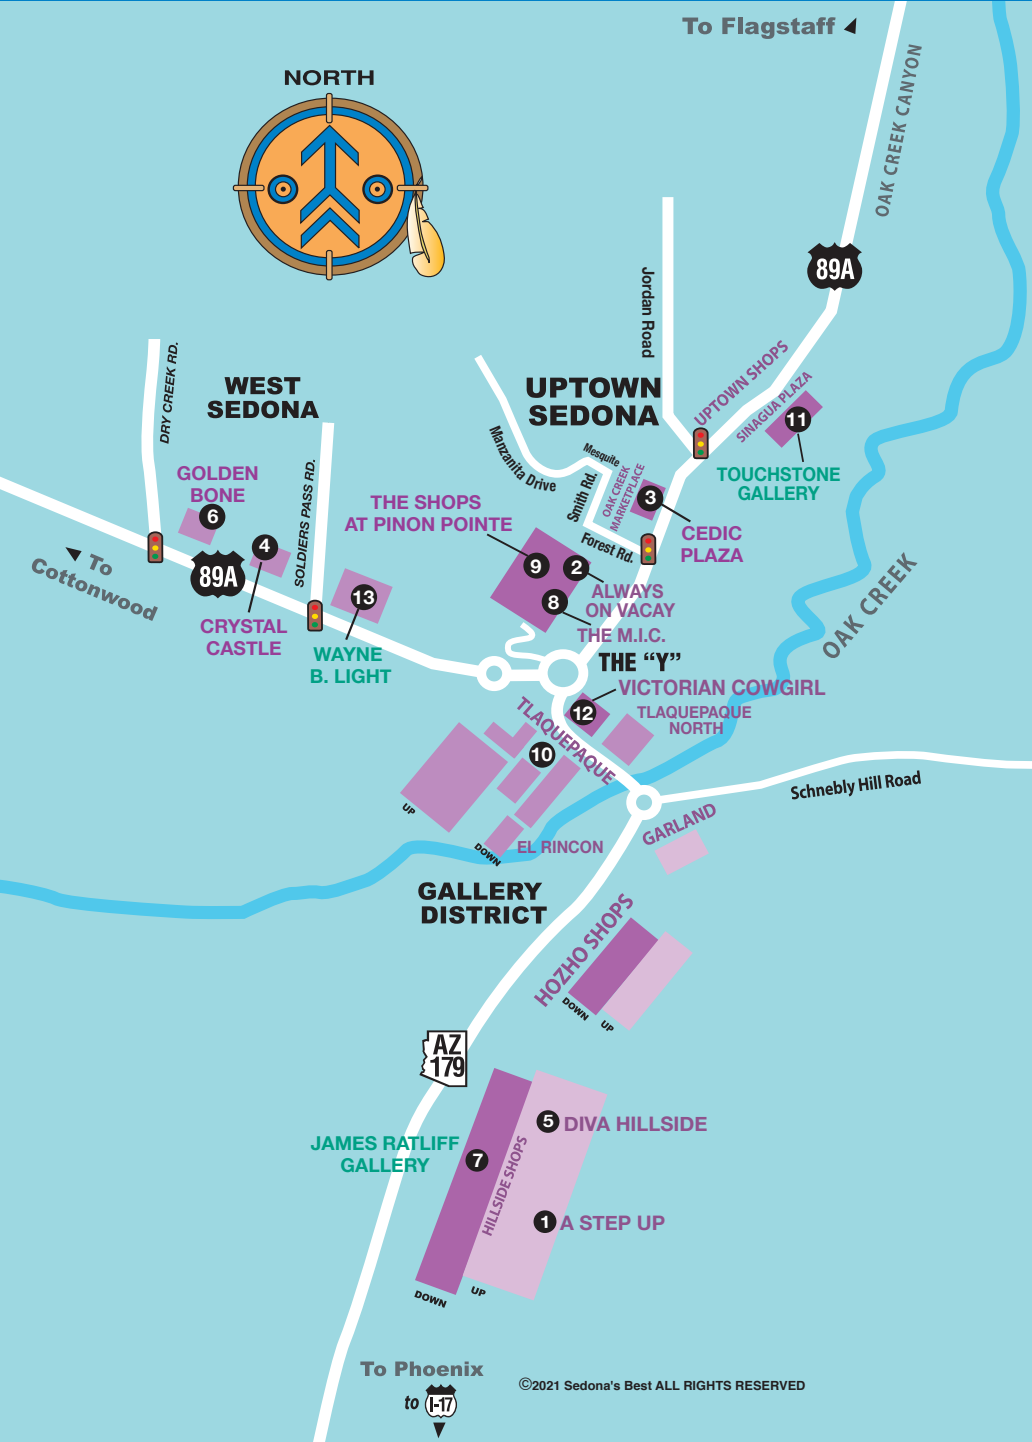 To Flagstaff
NORTH
OAK CREEK CANYON
89A
Jordan Road
UPTOWN SHOPS
SINAGUA PLAZA
11
TOUCHSTONE
GALLERY
DRY CREEK RD.
WEST
SEDONA
UPTOWN
SEDONA
Manzanita Drive
Mesquite
Smith Rd.
OAK CREEK
MARKETPLACE
3
CEDIC
PLAZA
Forest Rd.
GOLDEN
BONE
6
4
SOLDIERS PASS RD.
THE SHOPS
AT PINON POINTE
9
2
ALWAYS
ON VACAY
8
THE M.I.C.
To
Cottonwood
89A
13
CRYSTAL
CASTLE
WAYNE
B. LIGHT
OAK CREEK
THE “Y”
VICTORIAN COWGIRL
12
TLAQUEPAQUE
NORTH
TLAQUEPAQUE
10
UP
DOWN
EL RINCON
Schnebly Hill Road
GARLAND
GALLERY
DISTRICT
HOZHO SHOPS
DOWN
UP
AZ
179
5
DIVA HILLSIDE
JAMES RATLIFF
GALLERY
7
HILLSIDE SHOPS
1
A STEP UP
DOWN
UP
To Phoenix
to
I-17
©2021 Sedona's Best ALL RIGHTS RESERVED